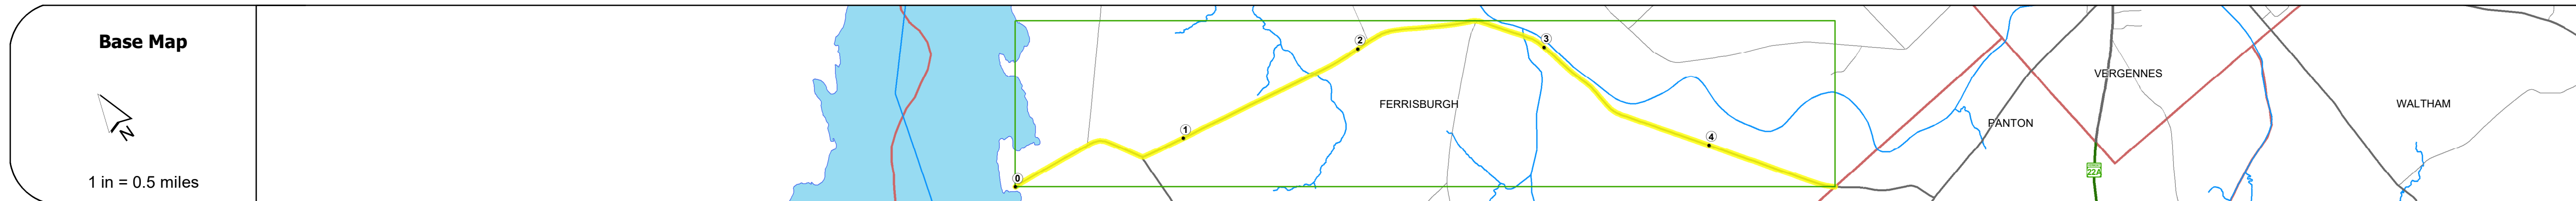 Base Map
N
1 in = 0.5 miles
0
1
2
3
4
FERRISBURGH
PANTON
VERGENNES
22A
WALTHAM